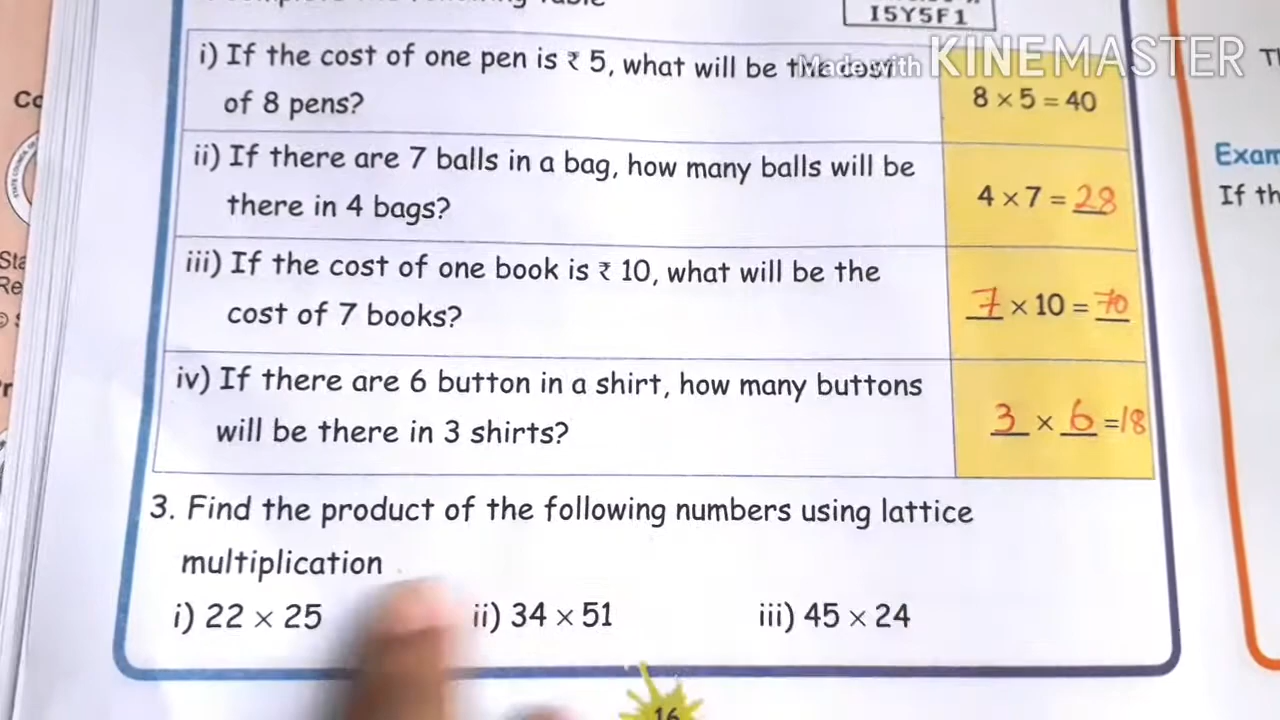 I5Y5F1
Made with KINEMASTER
i) If the cost of one pen is ₹ 5, what will be the cost
of 8 pens?
8 × 5 = 40
ii) If there are 7 balls in a bag, how many balls will be
there in 4 bags?
4 × 7 = 28
iii) If the cost of one book is ₹ 10, what will be the
cost of 7 books?
7 × 10 = 70
iv) If there are 6 button in a shirt, how many buttons
will be there in 3 shirts?
3 × 6 = 18
3. Find the product of the following numbers using lattice
multiplication
i) 22 × 25 ii) 34 × 51 iii) 45 × 24
16
If th